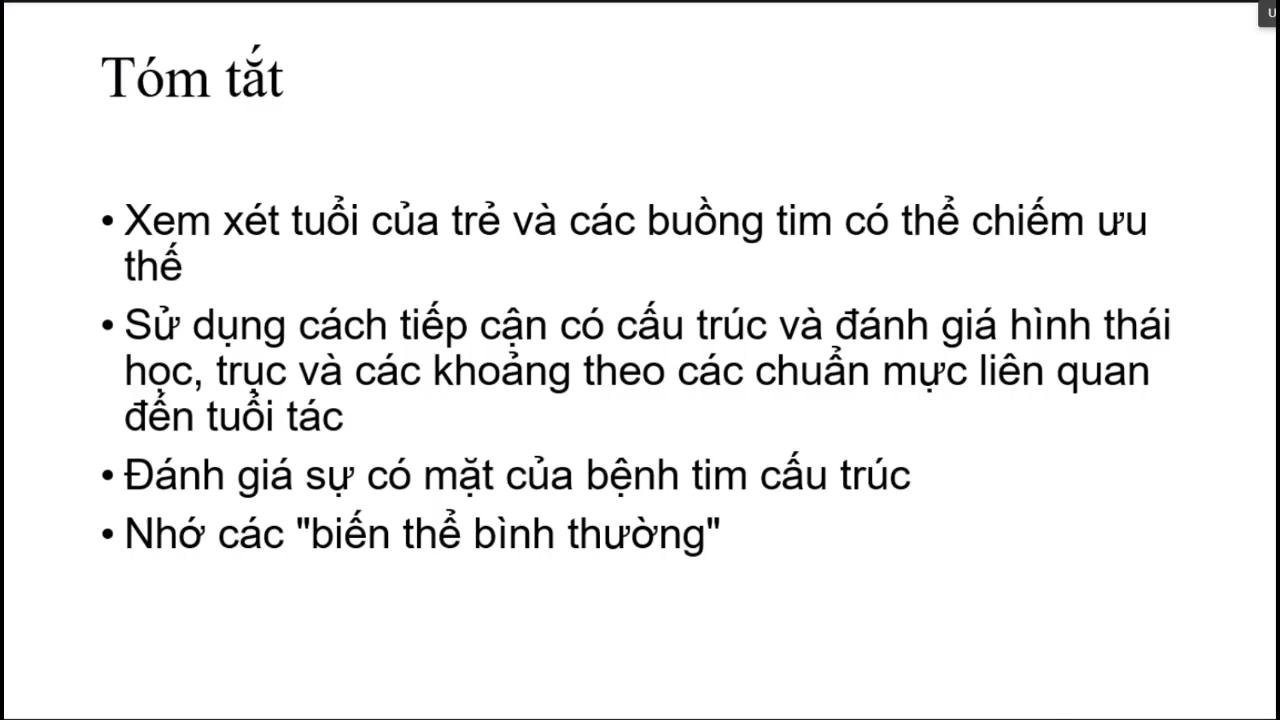 Tóm tắt
• Xem xét tuổi của trẻ và các buồng tim có thể chiếm ưu
thế
• Sử dụng cách tiếp cận có cấu trúc và đánh giá hình thái
học, trục và các khoảng theo các chuẩn mực liên quan
đến tuổi tác
• Đánh giá sự có mặt của bệnh tim cấu trúc
• Nhớ các "biến thể bình thường"